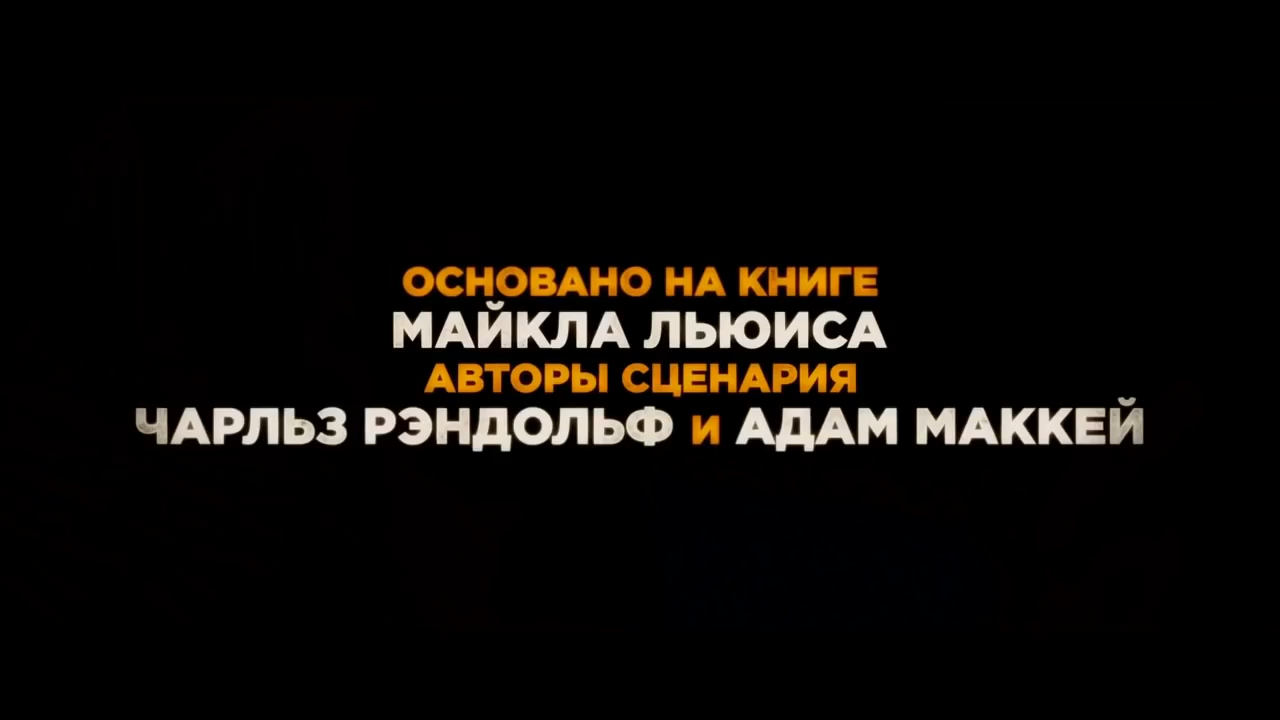 ОСНОВАНО НА КНИГЕ
МАЙКЛА ЛЬЮИСА
АВТОРЫ СЦЕНАРИЯ
ЧАРЛЬЗ РЭНДОЛЬФ и АДАМ МАККЕЙ